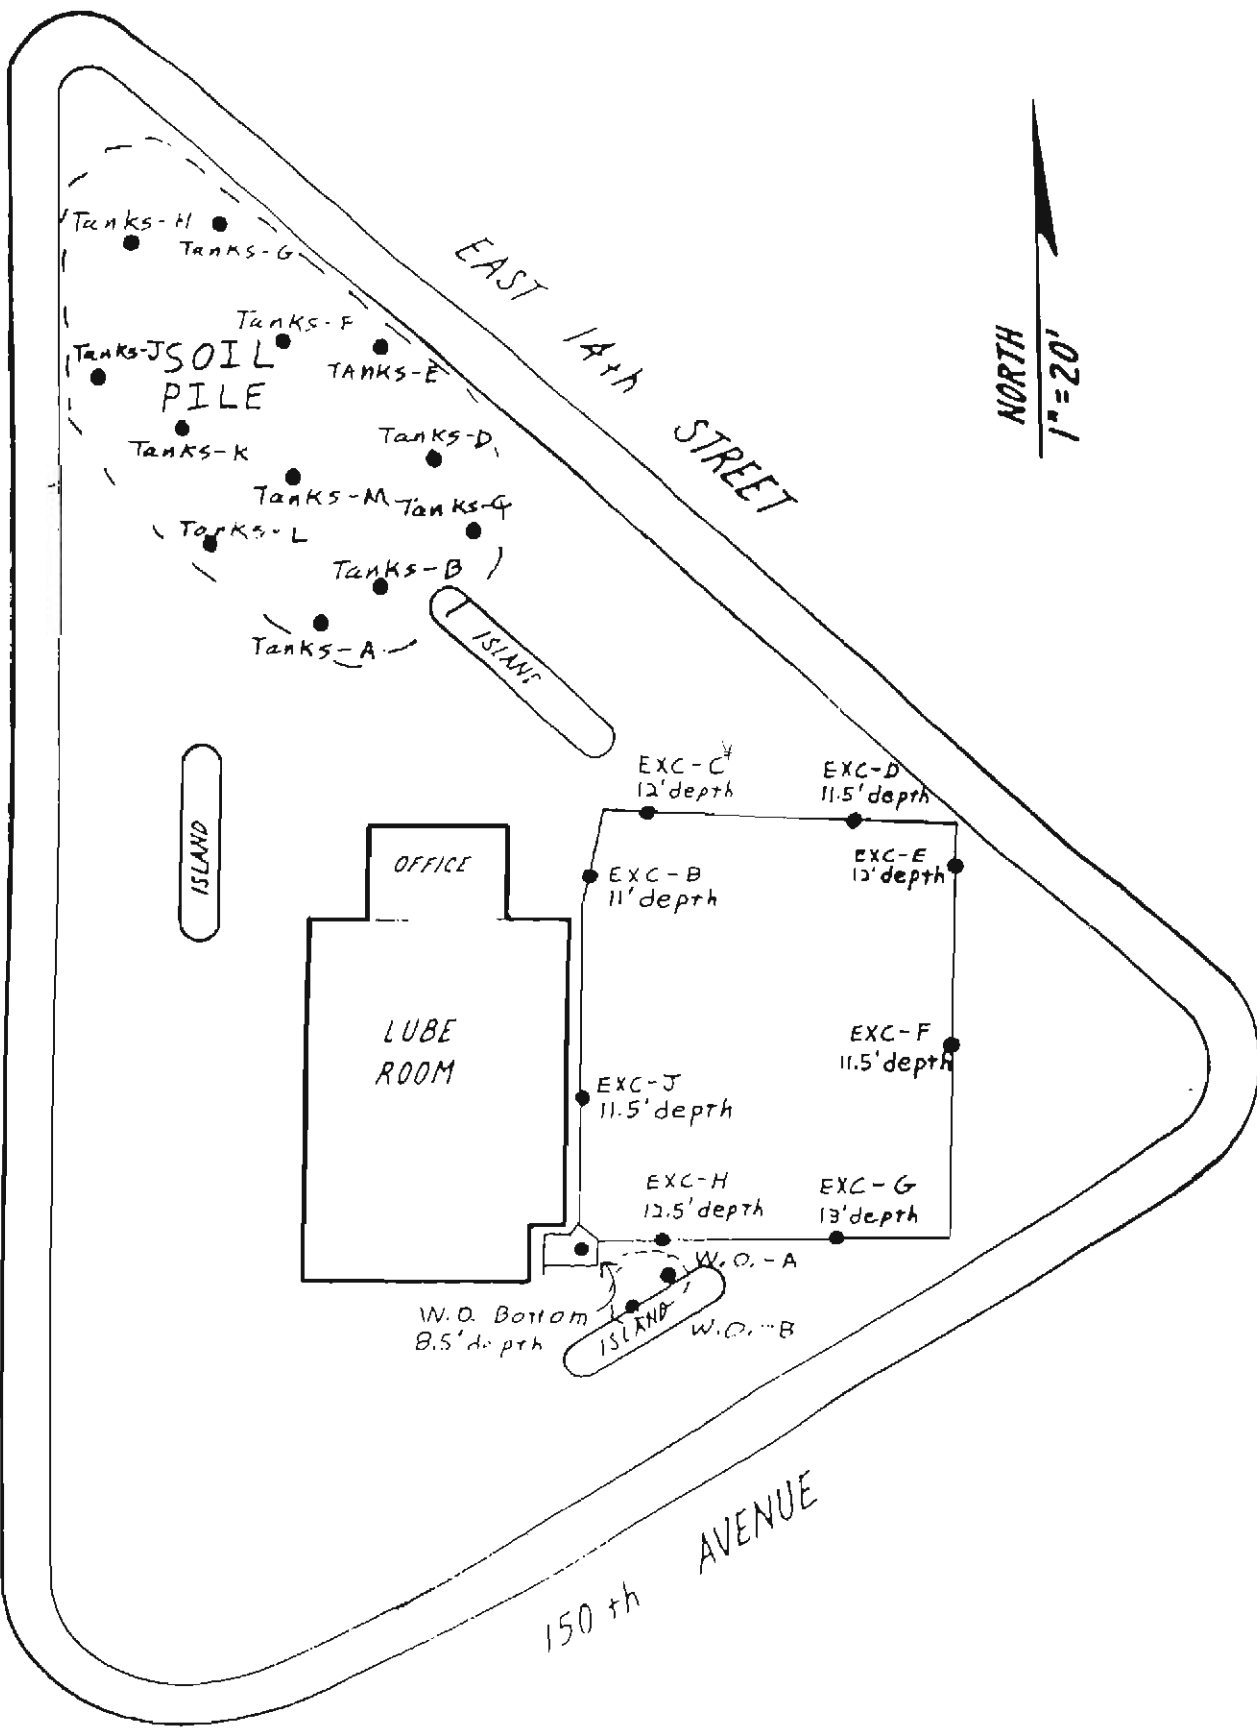 Tanks-H
Tanks-G
EAST 14th STREET
NORTH
1"=20'
Tanks-F
TANKS-E
Tanks-J
SOIL
PILE
Tanks-K
Tanks-D
Tanks-M
Tanks-C
Tanks-L
Tanks-B
Tanks-A
ISLAND
EXC-C
12'depth
EXC-D
11.5'depth
ISLAND
OFFICE
EXC-B
11'depth
EXC-E
12'depth
LUBE
ROOM
EXC-F
11.5'depth
EXC-J
11.5'depth
EXC-H
12.5'depth
EXC-G
13'depth
W.O.-A
W.O. Bottom
8.5'depth
ISLAND
W.O.-B
150th AVENUE